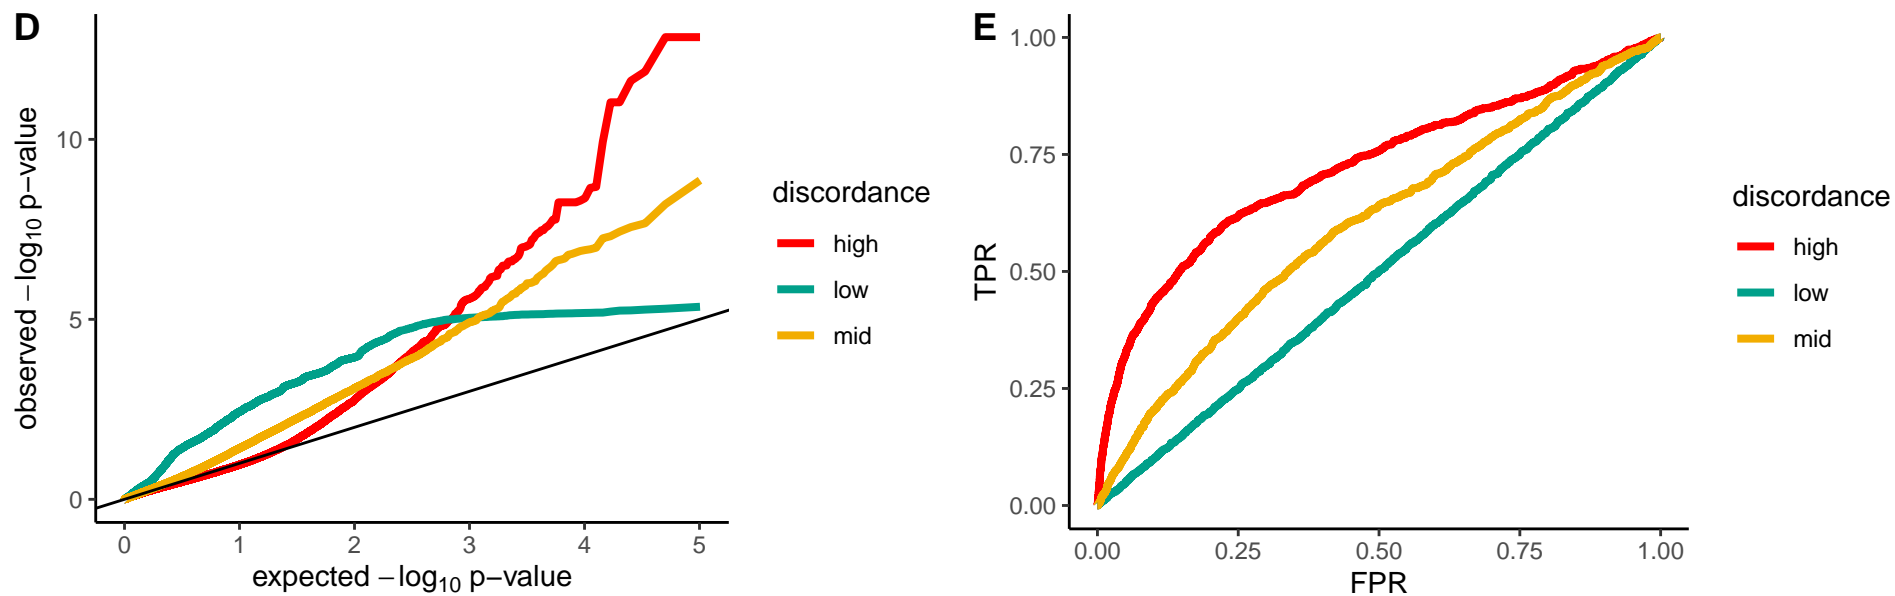 D
observed −log10 p−value
10
5
0
0 1 2 3 4 5
expected −log10 p−value
discordance
high
low
mid
E
TPR
1.00
0.75
0.50
0.25
0.00
0.00 0.25 0.50 0.75 1.00
FPR
discordance
high
low
mid